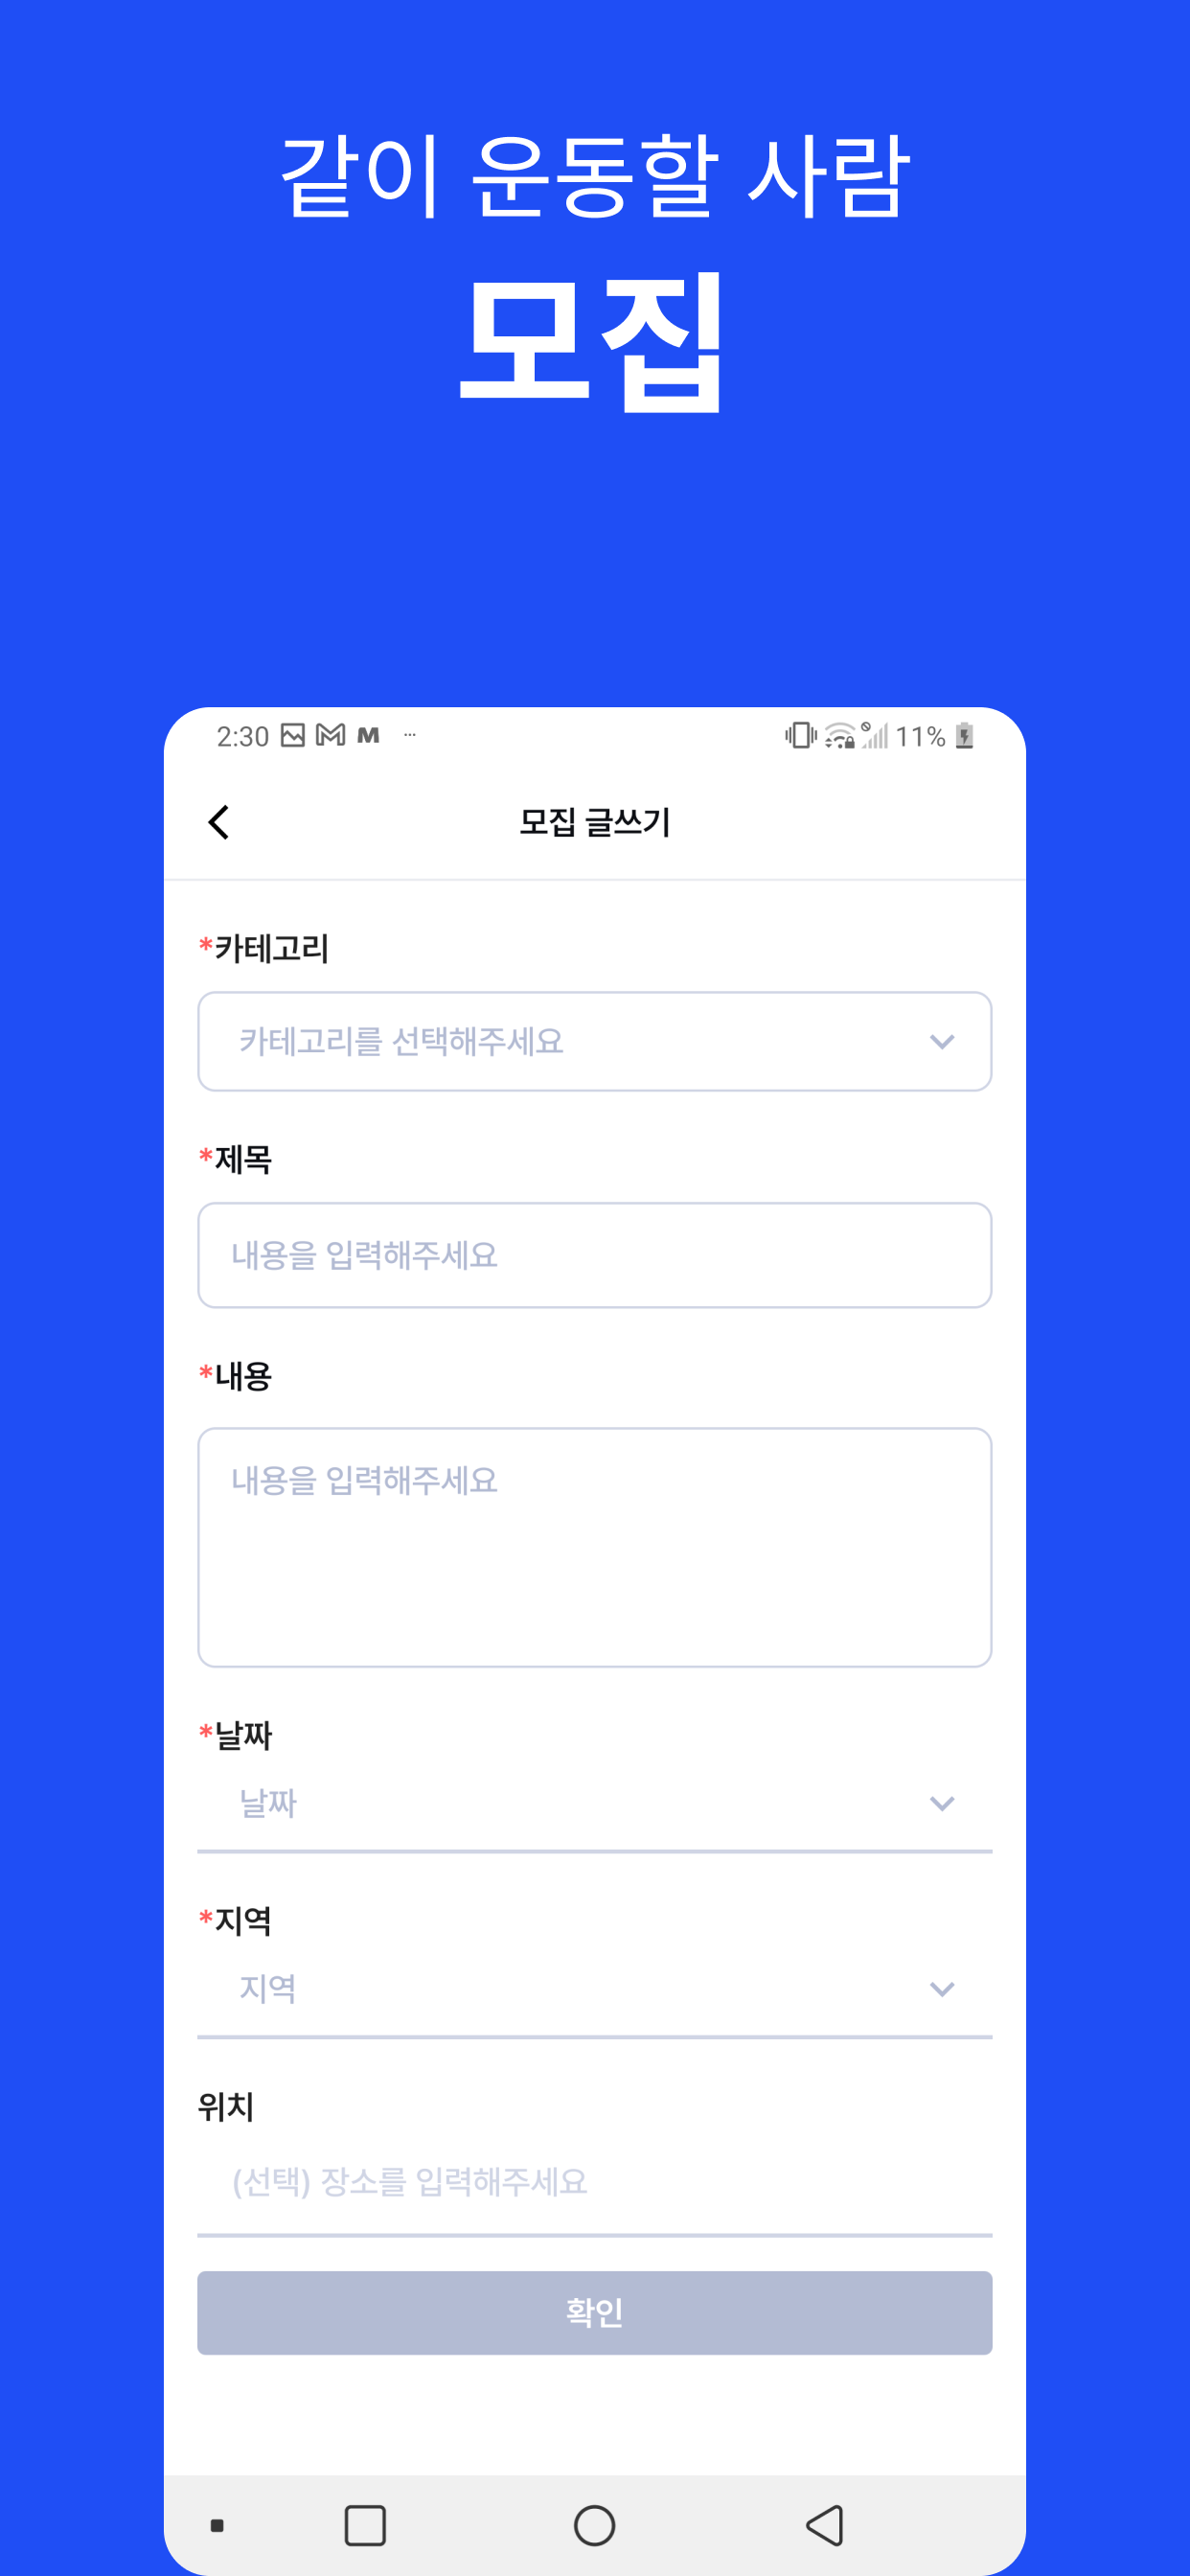 같이 운동할 사람
모집
2:30 M ... 11%
모집 글쓰기
*카테고리
카테고리를 선택해주세요
*제목
내용을 입력해주세요
*내용
내용을 입력해주세요
*날짜
날짜
*지역
지역
위치
(선택) 장소를 입력해주세요
확인